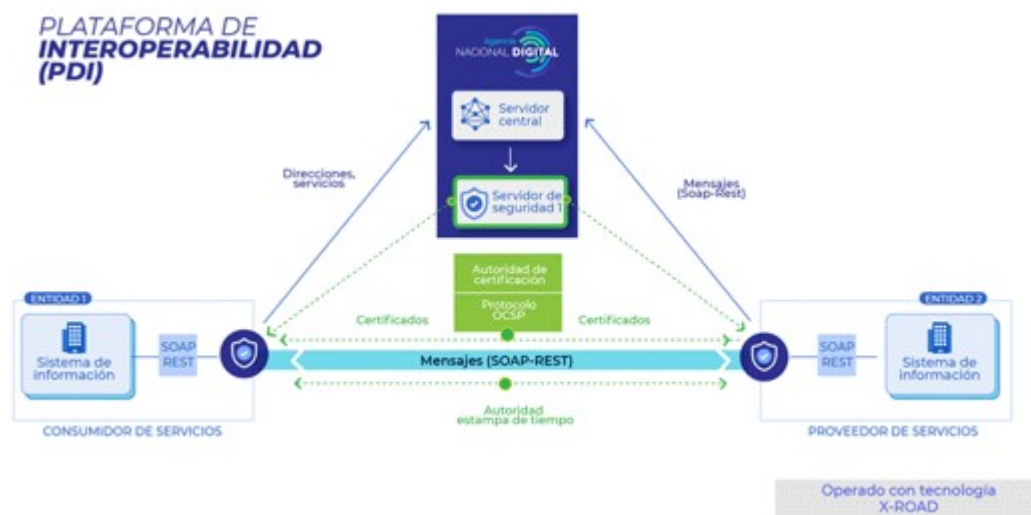 PLATAFORMA DE
INTEROPERABILIDAD
(PDI)
Agencia
NACIONAL DIGITAL
Servidor
central
Direcciones,
servicios
Mensajes
(Soap-Rest)
Servidor de
seguridad 1
Autoridad de
certificación
Protocolo
OCSP
Certificados
Certificados
ENTIDAD 1
Sistema de
información
SOAP
REST
Mensajes (SOAP-REST)
ENTIDAD 2
SOAP
REST
Sistema de
información
Autoridad
estampa de tiempo
CONSUMIDOR DE SERVICIOS
PROVEEDOR DE SERVICIOS
Operado con tecnología
X-ROAD